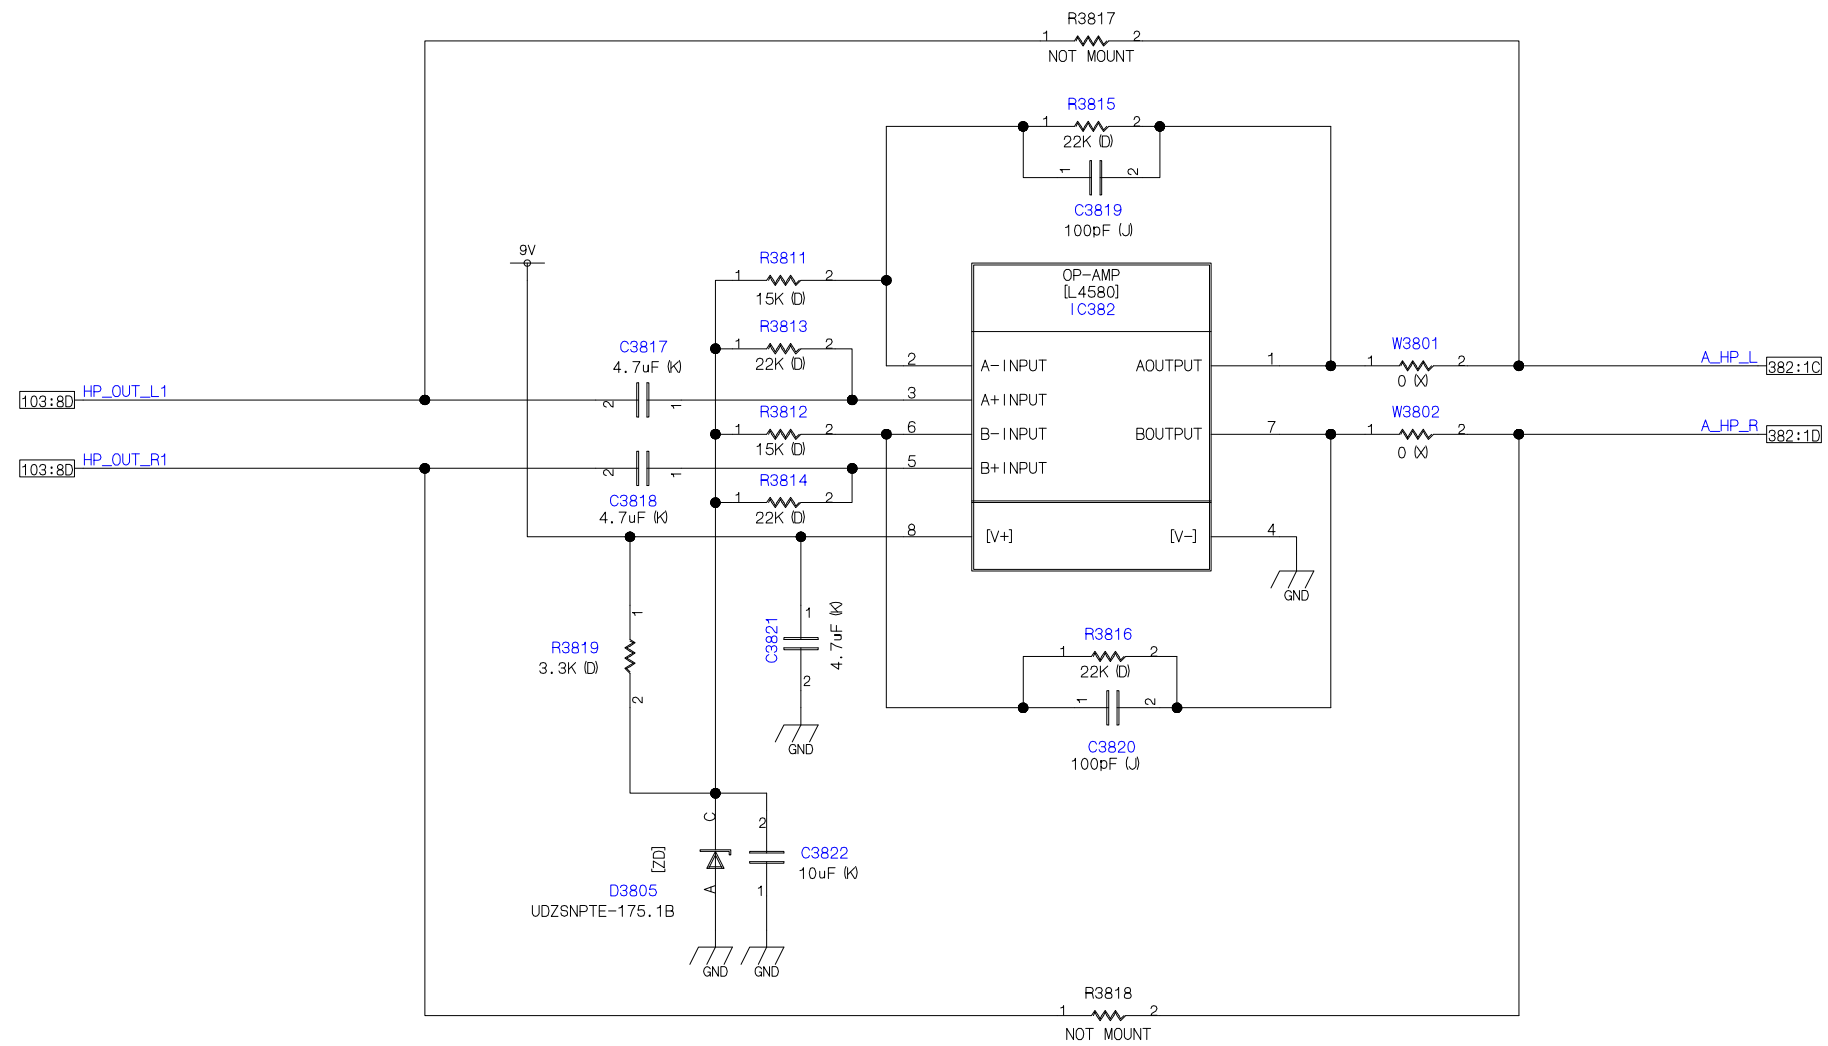 R3817
1 2
NOT MOUNT
R3815
1 2
22K (D)
1 2
C3819
100pF (J)
9V
R3811
1 2
15K (D)
OP-AMP
[L4580]
IC382
R3813
1 2
22K (D)
C3817
4.7uF (K)
2 1
W3801
1 2
0 (X)
2 A-INPUT AOUTPUT 1
A_HP_L 382:1C
103:8D HP_OUT_L1
3 A+INPUT
R3812
1 2
15K (D)
6 B-INPUT BOUTPUT 7
W3802
1 2
0 (X)
A_HP_R 382:1D
103:8D HP_OUT_R1
2 1
5 B+INPUT
C3818
4.7uF (K)
R3814
1 2
22K (D)
8 [V+] [V-] 4
GND
1
R3819
3.3K (D)
2
1
C3821
4.7uF (K)
2
GND
R3816
1 2
22K (D)
1 2
C3820
100pF (J)
C
2
[ZD]
C3822
10uF (K)
A
1
D3805
UDZSNPTE-175.1B
GND
GND
R3818
1 2
NOT MOUNT